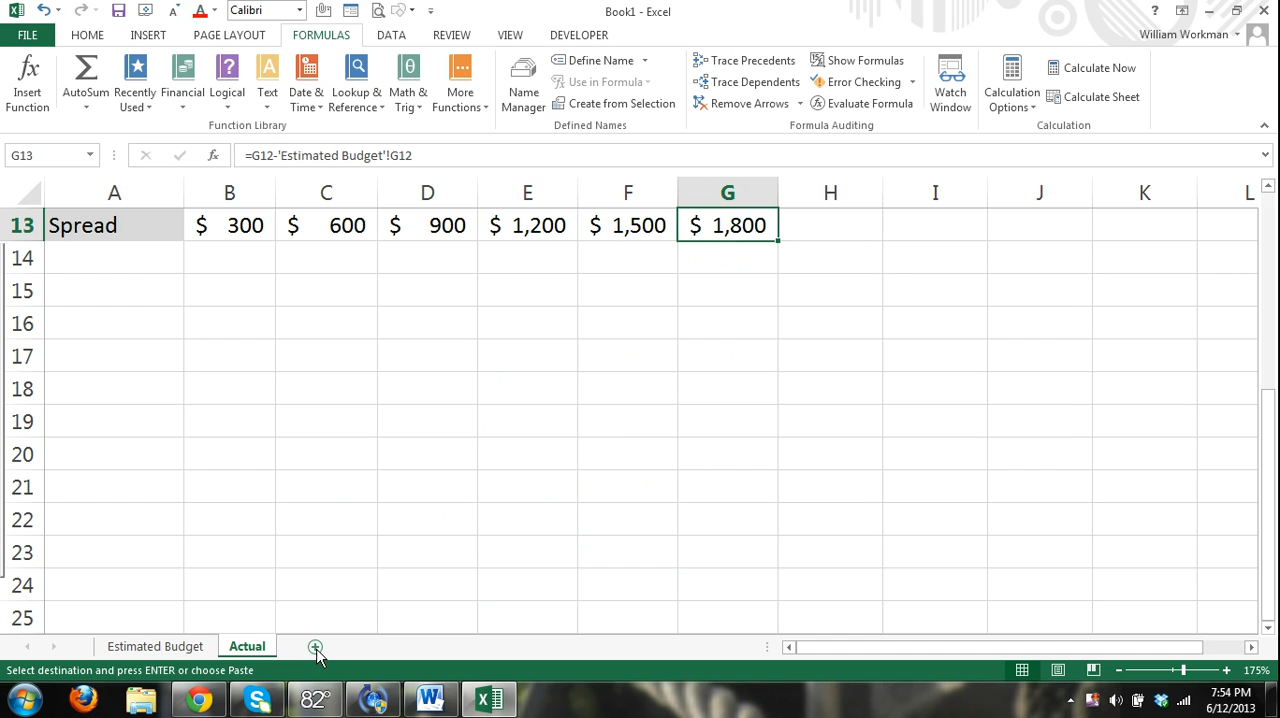 Calibri
Book1 - Excel
?
FILE HOME INSERT PAGE LAYOUT FORMULAS DATA REVIEW VIEW DEVELOPER
William Workman
fx Insert Function
Σ AutoSum
Recently Used
Financial
Logical
Text
Date & Time
Lookup & Reference
Math & Trig
More Functions
Function Library
Name Manager
Define Name
Use in Formula
Create from Selection
Defined Names
Trace Precedents
Trace Dependents
Remove Arrows
Show Formulas
Error Checking
Evaluate Formula
Formula Auditing
Watch Window
Calculation Options
Calculate Now
Calculate Sheet
Calculation
G13 fx =G12-'Estimated Budget'!G12
A B C D E F G H I J K L
13 Spread $ 300 $ 600 $ 900 $ 1,200 $ 1,500 $ 1,800
14
15
16
17
18
19
20
21
22
23
24
25
Estimated Budget Actual
Select destination and press ENTER or choose Paste
175%
82°
7:54 PM
6/12/2013